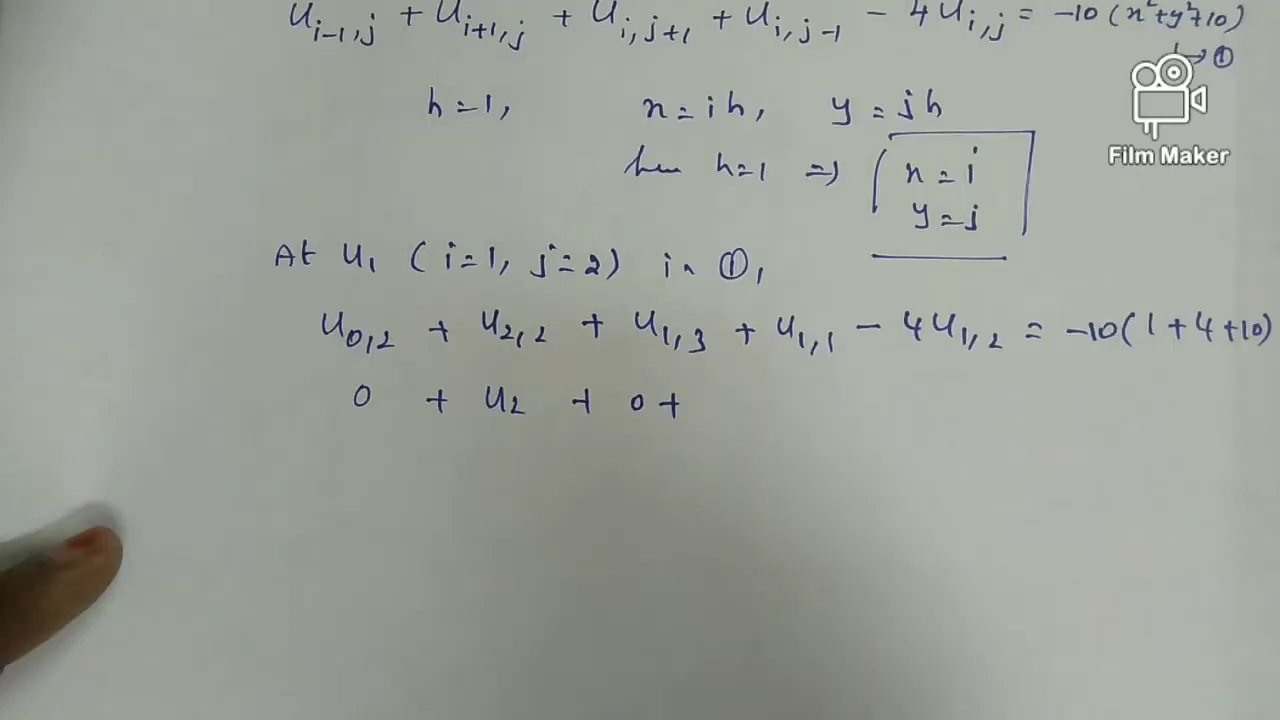 u_{i-1,j} + u_{i+1,j} + u_{i,j+1} + u_{i,j-1} - 4u_{i,j} = -10(x²+y²+10)
→ ①
h=1, x=ih, y=jh
Film Maker
here h=1 ⇒ x=i
y=j
At u₁ (i=1, j=2) in ①,
u_{0,2} + u_{2,2} + u_{1,3} + u_{1,1} - 4u_{1,2} = -10(1+4+10)
0 + u₂ + 0 +